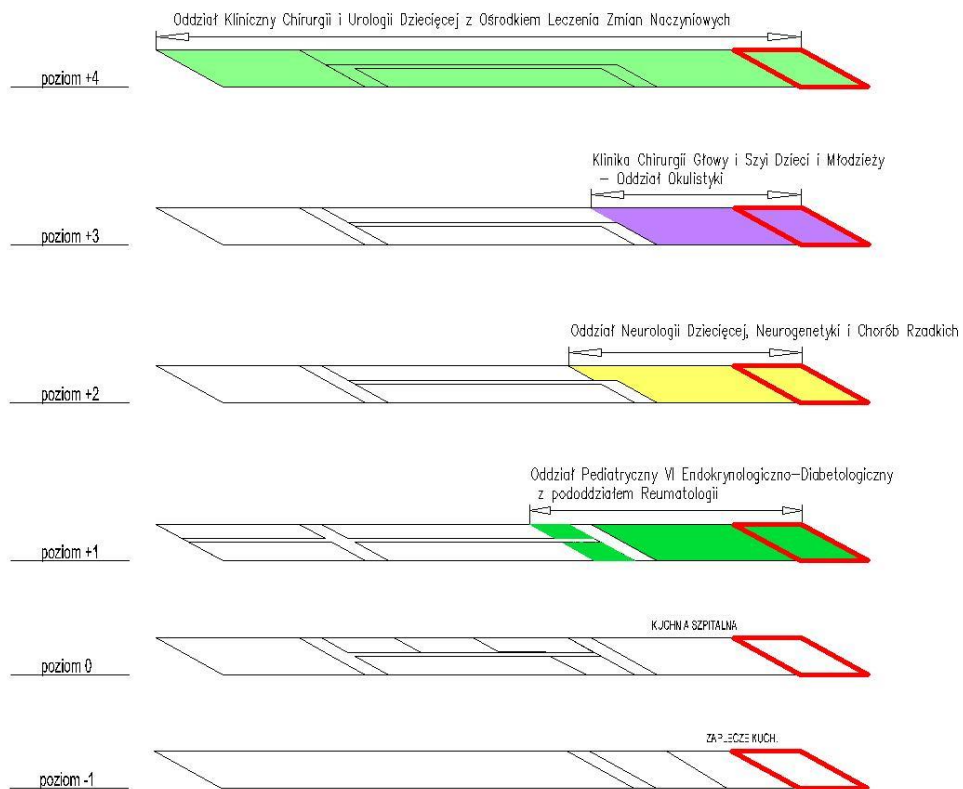 Oddział Kliniczny Chirurgii i Urologii Dziecięcej z Ośrodkiem Leczenia Zmian Naczyniowych
poziom +4
Klinika Chirurgii Głowy i Szyi Dzieci i Młodzieży
– Oddział Okulistyki
poziom +3
Oddział Neurologii Dziecięcej, Neurogenetyki i Chorób Rzadkich
poziom +2
Oddział Pediatryczny VI Endokrynologiczno–Diabetologiczny
z pododdziałem Reumatologii
poziom +1
KUCHNIA SZPITALNA
poziom 0
ZAPLECZE KUCH.
poziom -1